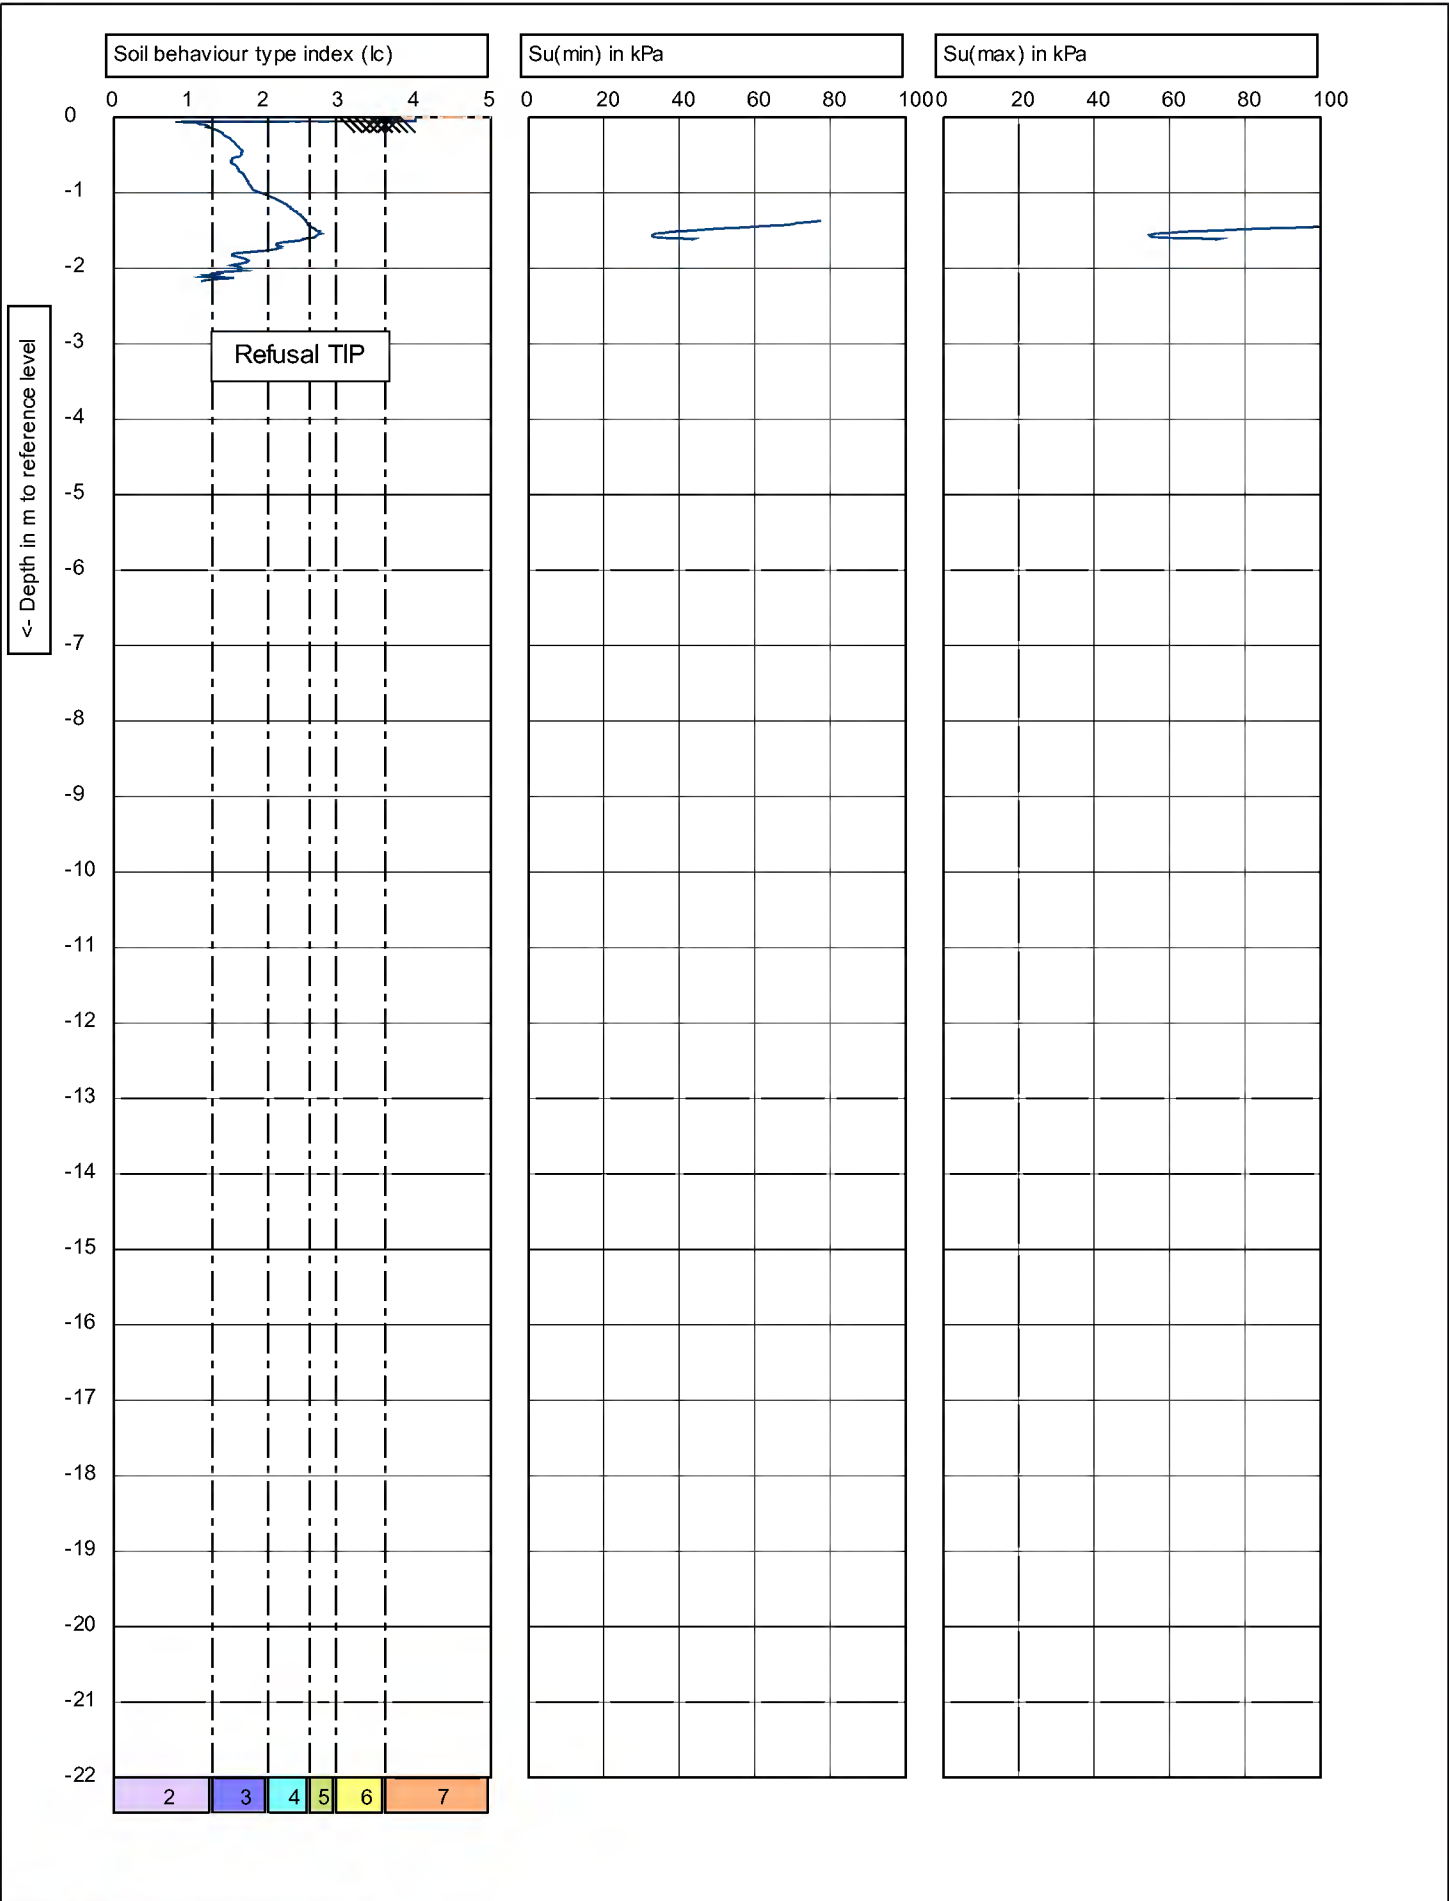 Soil behaviour type index (Ic)
Su(min) in kPa
Su(max) in kPa
0 1 2 3 4 5
0 20 40 60 80 100
0 20 40 60 80 100
0
-1
-2
-3
-4
-5
-6
-7
-8
-9
-10
-11
-12
-13
-14
-15
-16
-17
-18
-19
-20
-21
-22
<- Depth in m to reference level
Refusal TIP
2 3 4 5 6 7